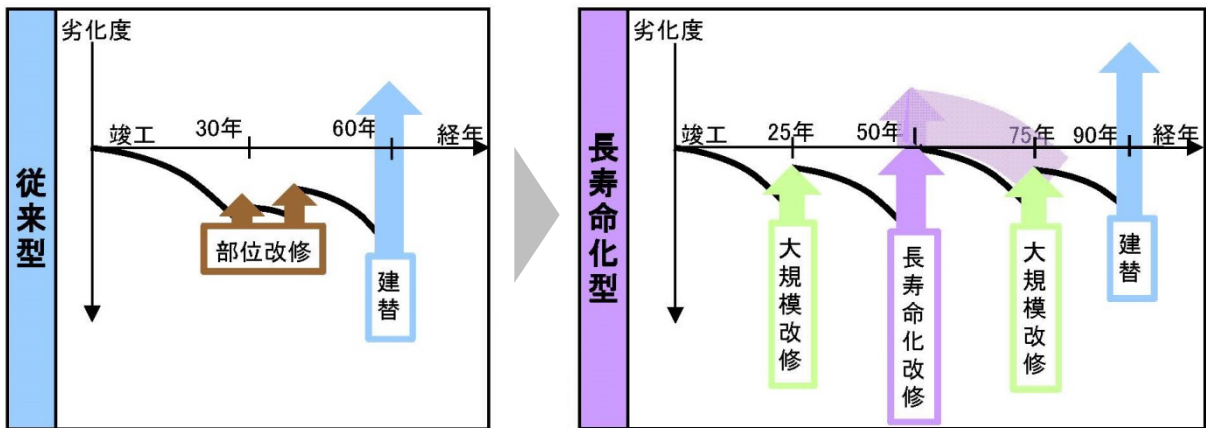 従来型
劣化度
竣工
30年
60年
経年
部位改修
建替
長寿命化型
劣化度
竣工
25年
50年
75年
90年
経年
大規模改修
長寿命化改修
大規模改修
建替